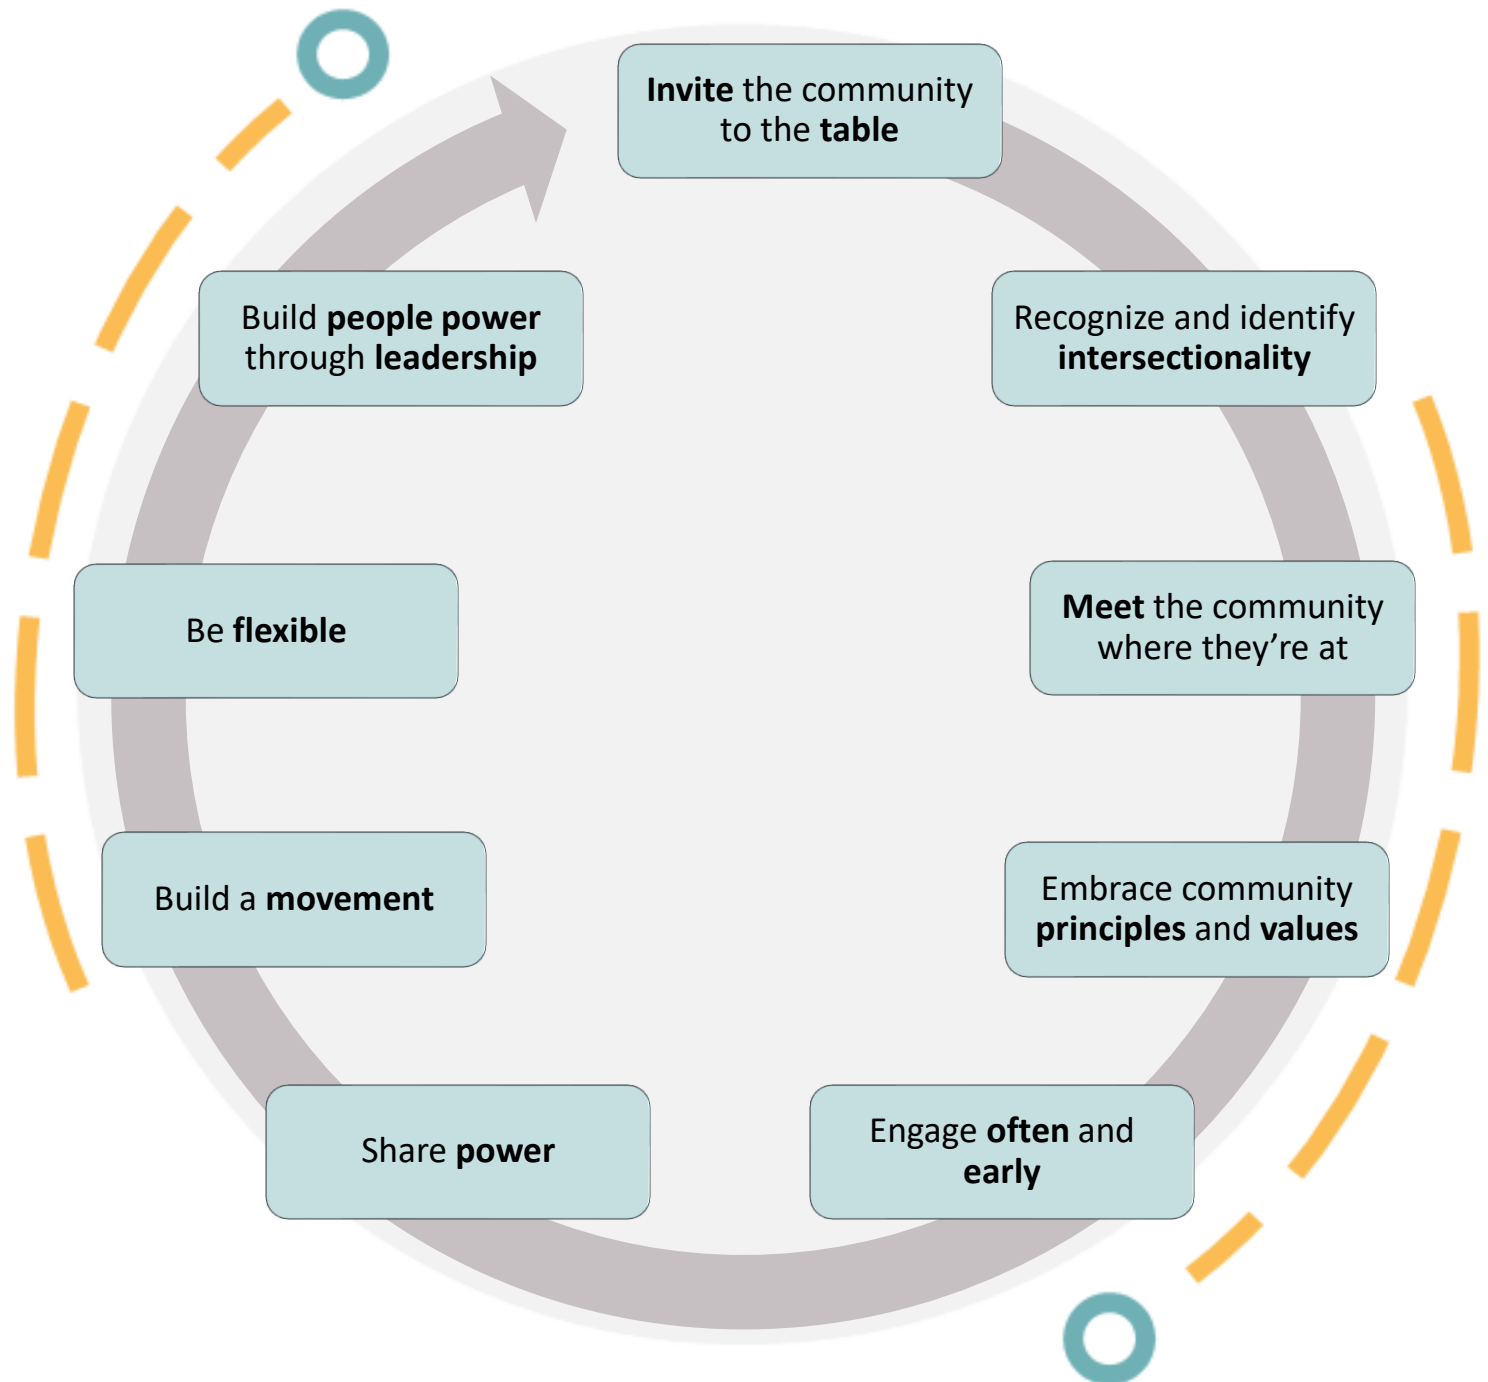 Invite the community
to the table
Recognize and identify
intersectionality
Meet the community
where they’re at
Embrace community
principles and values
Engage often and
early
Share power
Build a movement
Be flexible
Build people power
through leadership